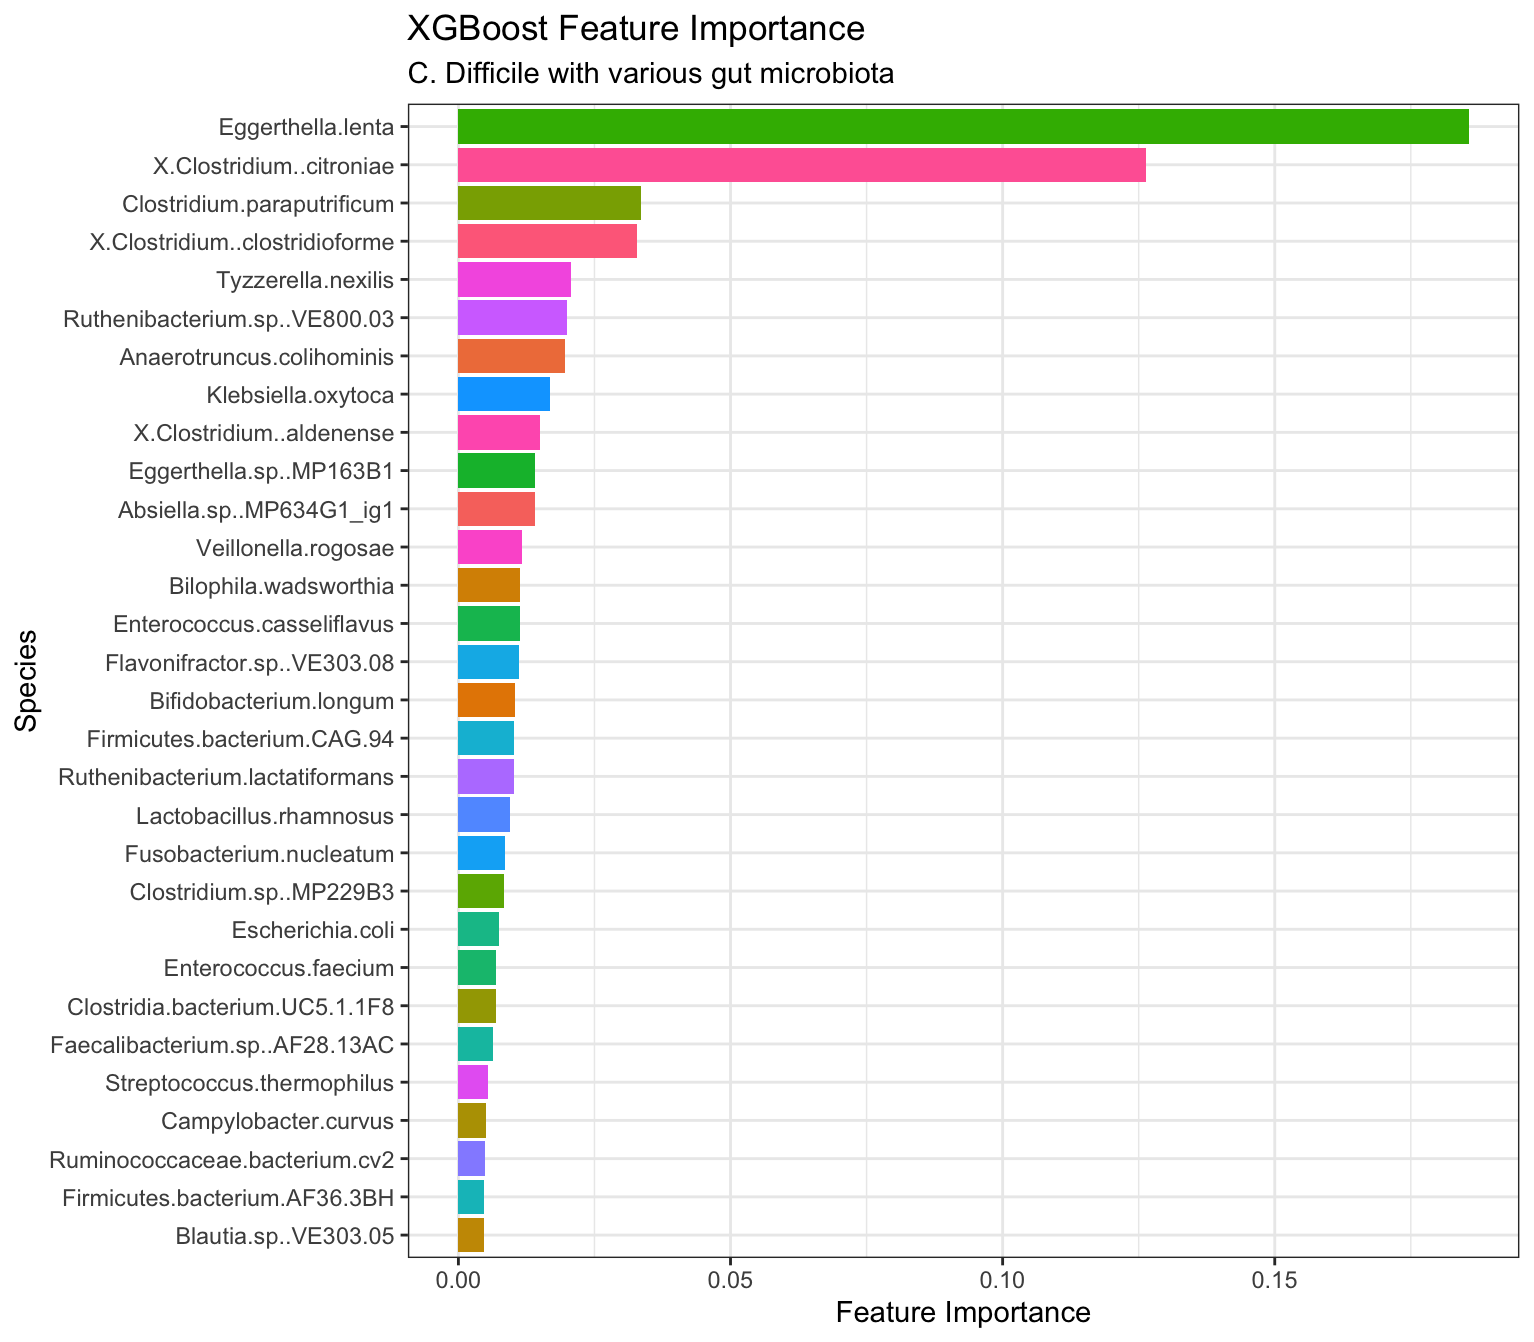 XGBoost Feature Importance
C. Difficile with various gut microbiota
Eggerthella.lenta
X.Clostridium..citroniae
Clostridium.paraputrificum
X.Clostridium..clostridioforme
Tyzzerella.nexilis
Ruthenibacterium.sp..VE800.03
Anaerotruncus.colihominis
Klebsiella.oxytoca
X.Clostridium..aldenense
Eggerthella.sp..MP163B1
Absiella.sp..MP634G1_ig1
Veillonella.rogosae
Bilophila.wadsworthia
Enterococcus.casseliflavus
Flavonifractor.sp..VE303.08
Bifidobacterium.longum
Firmicutes.bacterium.CAG.94
Ruthenibacterium.lactatiformans
Lactobacillus.rhamnosus
Fusobacterium.nucleatum
Clostridium.sp..MP229B3
Escherichia.coli
Enterococcus.faecium
Clostridia.bacterium.UC5.1.1F8
Faecalibacterium.sp..AF28.13AC
Streptococcus.thermophilus
Campylobacter.curvus
Ruminococcaceae.bacterium.cv2
Firmicutes.bacterium.AF36.3BH
Blautia.sp..VE303.05
Species
0.00 0.05 0.10 0.15
Feature Importance